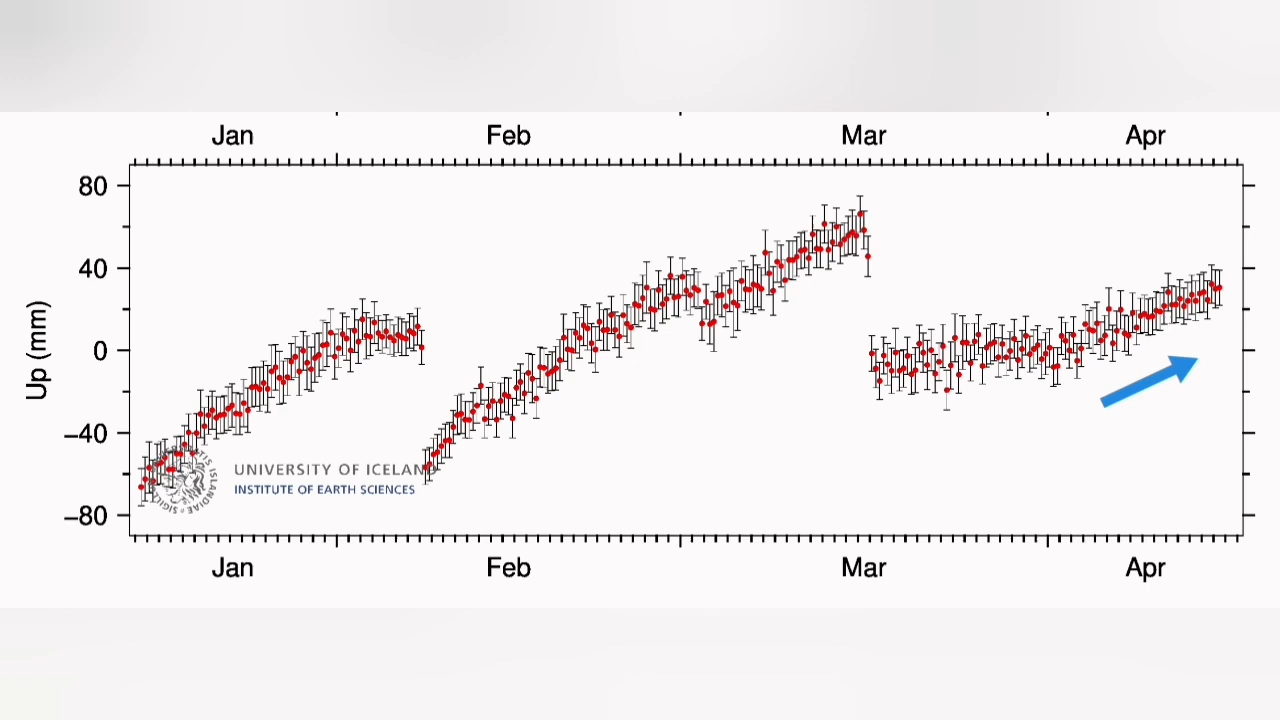 Jan Feb Mar Apr
80
40
0
−40
−80
Up (mm)
UNIVERSITY OF ICELAND
INSTITUTE OF EARTH SCIENCES
Jan Feb Mar Apr